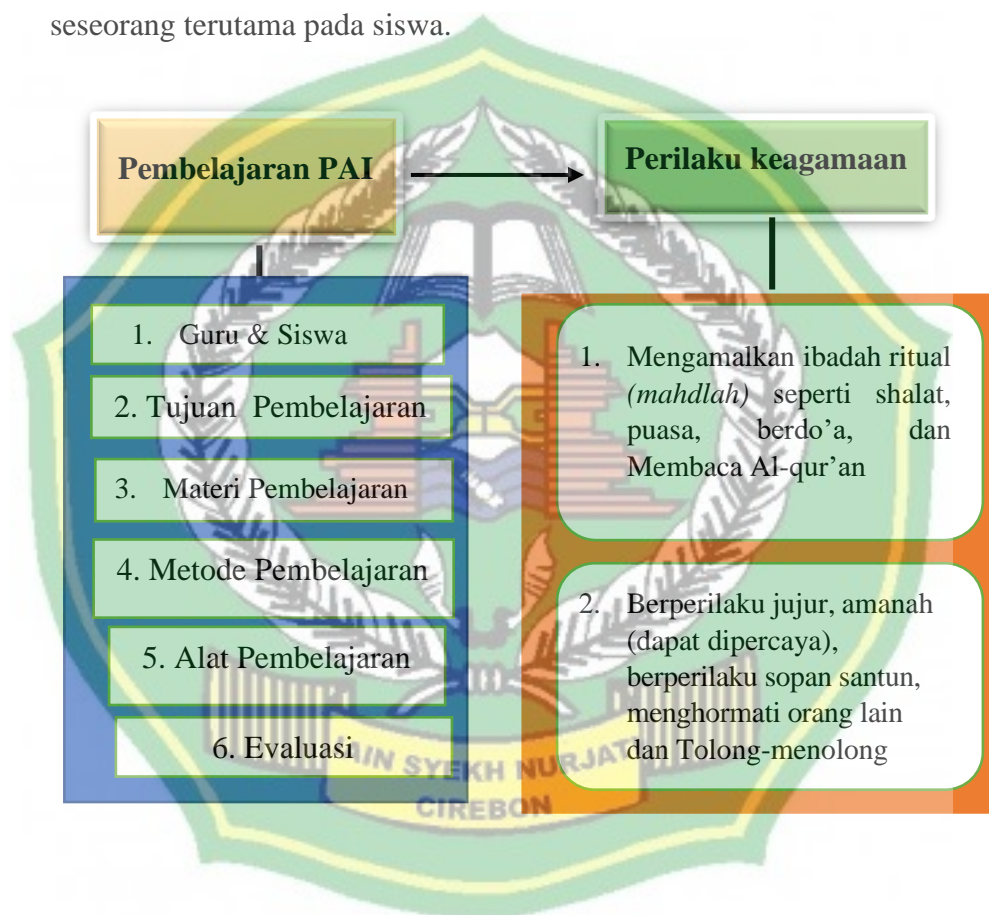 seseorang terutama pada siswa.
Pembelajaran PAI
Perilaku keagamaan
1. Guru & Siswa
2. Tujuan Pembelajaran
3. Materi Pembelajaran
4. Metode Pembelajaran
5. Alat Pembelajaran
6. Evaluasi
1. Mengamalkan ibadah ritual
(mahdlah) seperti shalat,
puasa, berdo’a, dan
Membaca Al-qur’an
2. Berperilaku jujur, amanah
(dapat dipercaya),
berperilaku sopan santun,
menghormati orang lain
dan Tolong-menolong
IAIN SYEKH NURJATI
CIREBON